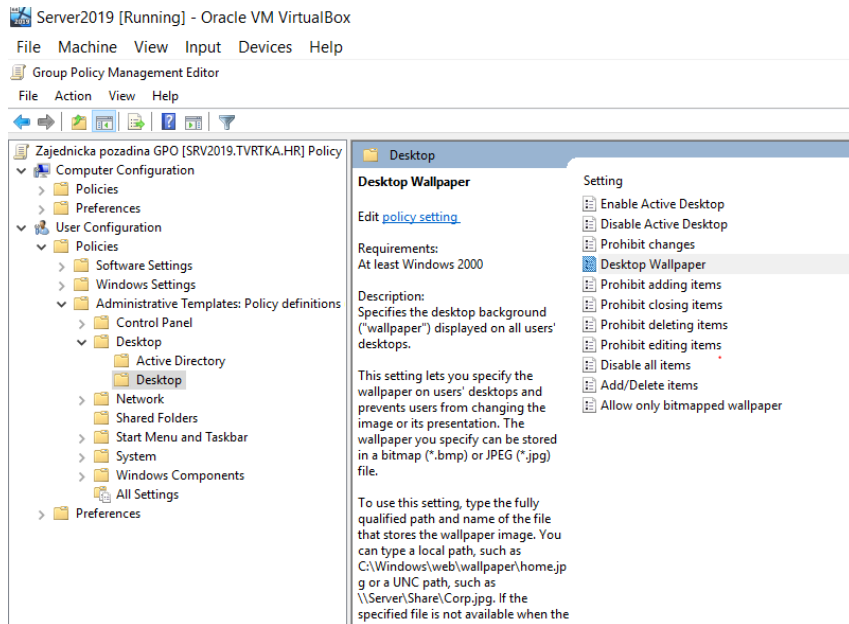 Server2019 [Running] - Oracle VM VirtualBox
File Machine View Input Devices Help
Group Policy Management Editor
File Action View Help
Zajednicka pozadina GPO [SRV2019.TVRTKA.HR] Policy
Computer Configuration
Policies
Preferences
User Configuration
Policies
Software Settings
Windows Settings
Administrative Templates: Policy definitions
Control Panel
Desktop
Active Directory
Desktop
Network
Shared Folders
Start Menu and Taskbar
System
Windows Components
All Settings
Preferences
Desktop
Desktop Wallpaper
Edit policy setting
Requirements:
At least Windows 2000
Description:
Specifies the desktop background
("wallpaper") displayed on all users'
desktops.
This setting lets you specify the
wallpaper on users' desktops and
prevents users from changing the
image or its presentation. The
wallpaper you specify can be stored
in a bitmap (*.bmp) or JPEG (*.jpg)
file.
To use this setting, type the fully
qualified path and name of the file
that stores the wallpaper image. You
can type a local path, such as
C:\Windows\web\wallpaper\home.jp
g or a UNC path, such as
\\Server\Share\Corp.jpg. If the
specified file is not available when the
Setting
Enable Active Desktop
Disable Active Desktop
Prohibit changes
Desktop Wallpaper
Prohibit adding items
Prohibit closing items
Prohibit deleting items
Prohibit editing items
Disable all items
Add/Delete items
Allow only bitmapped wallpaper